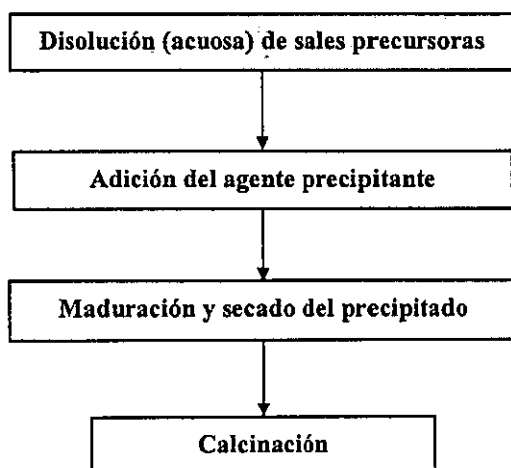 Disolución (acuosa) de sales precursoras
Adición del agente precipitante
Maduración y secado del precipitado
Calcinación